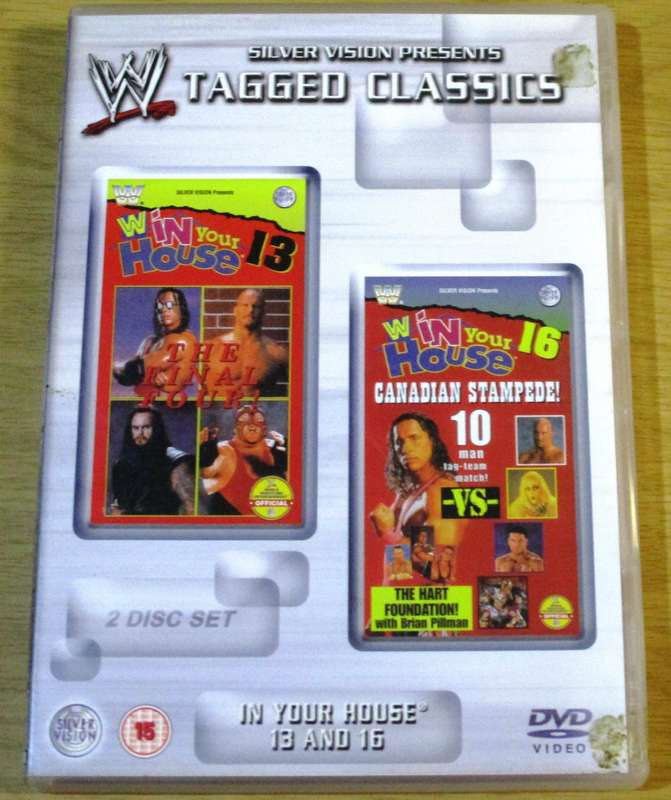 SILVER VISION PRESENTS
W TAGGED CLASSICS
SILVER VISION Presents
W IN YOUR
HOUSE 13
THE
FINAL
FOUR!
OFFICIAL
SILVER VISION Presents
W IN YOUR
HOUSE 16
CANADIAN STAMPEDE!
10
man
tag-team
match!
-VS-
THE HART
FOUNDATION!
with Brian Pillman
OFFICIAL
2 DISC SET
SILVER
VISION
15
IN YOUR HOUSE®
13 AND 16
DVD
VIDEO